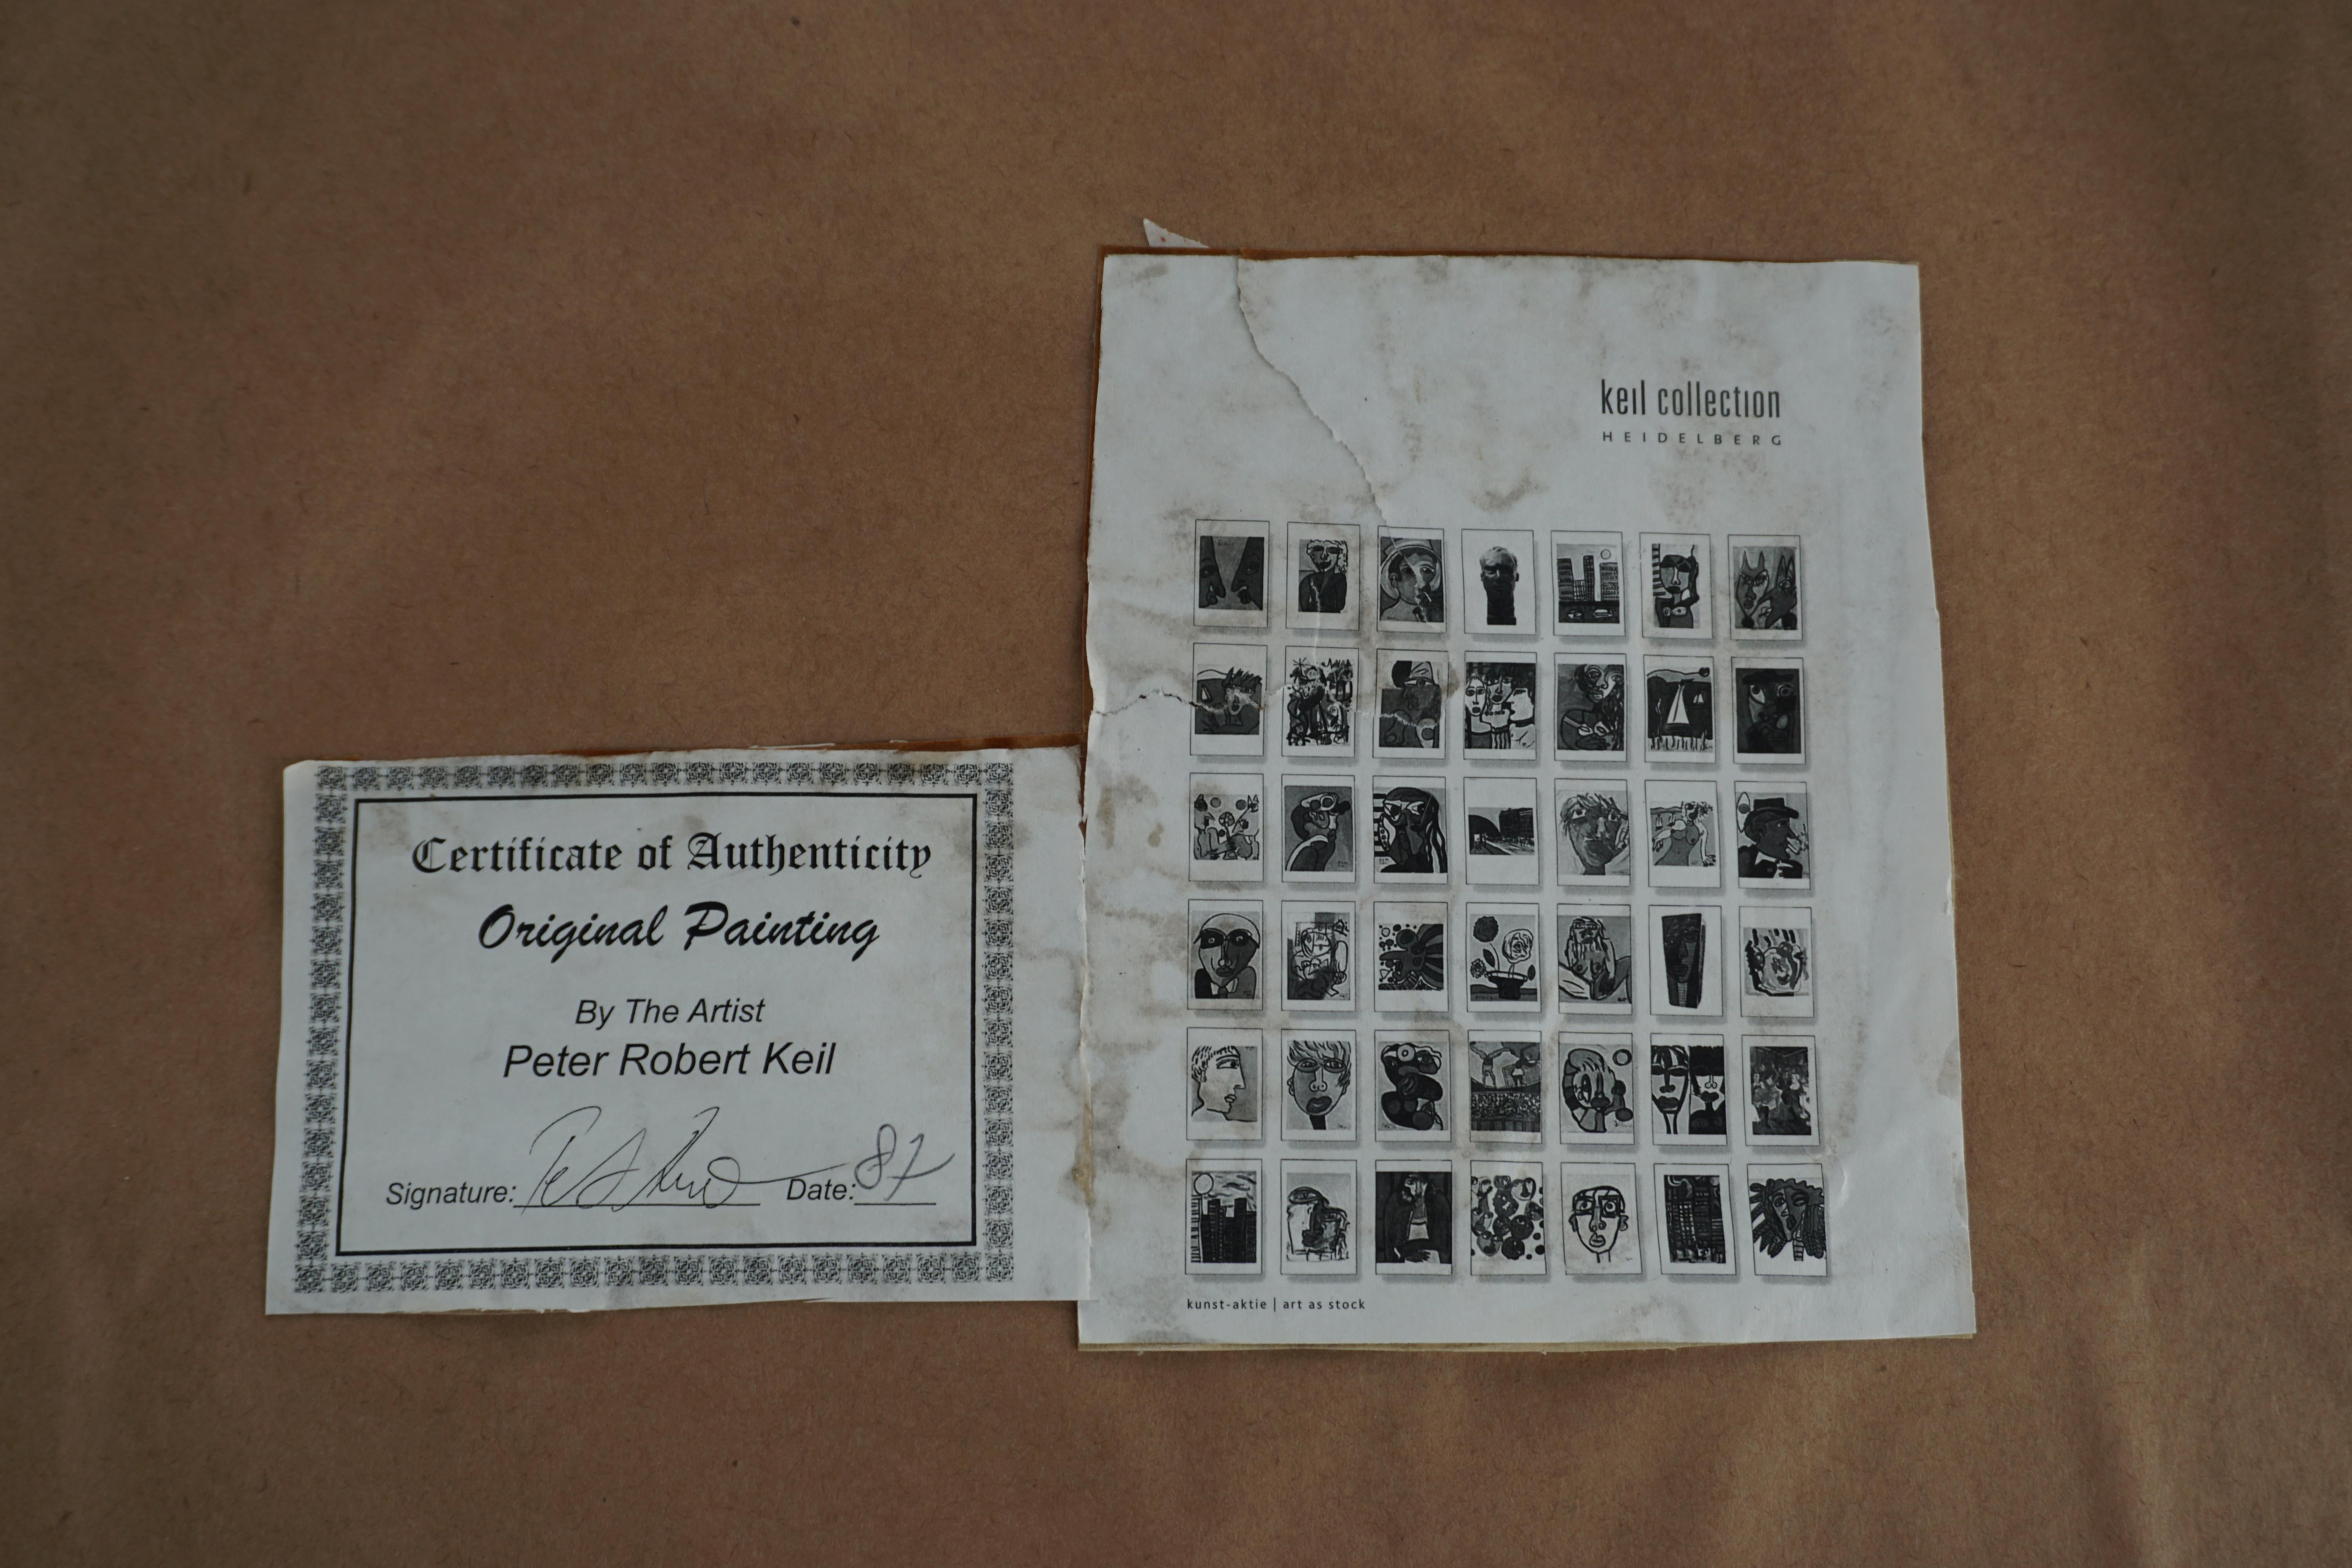 Certificate of Authenticity
Original Painting
By The Artist
Peter Robert Keil
Signature: Date: 87
keil collection
HEIDELBERG
kunst-aktie | art as stock